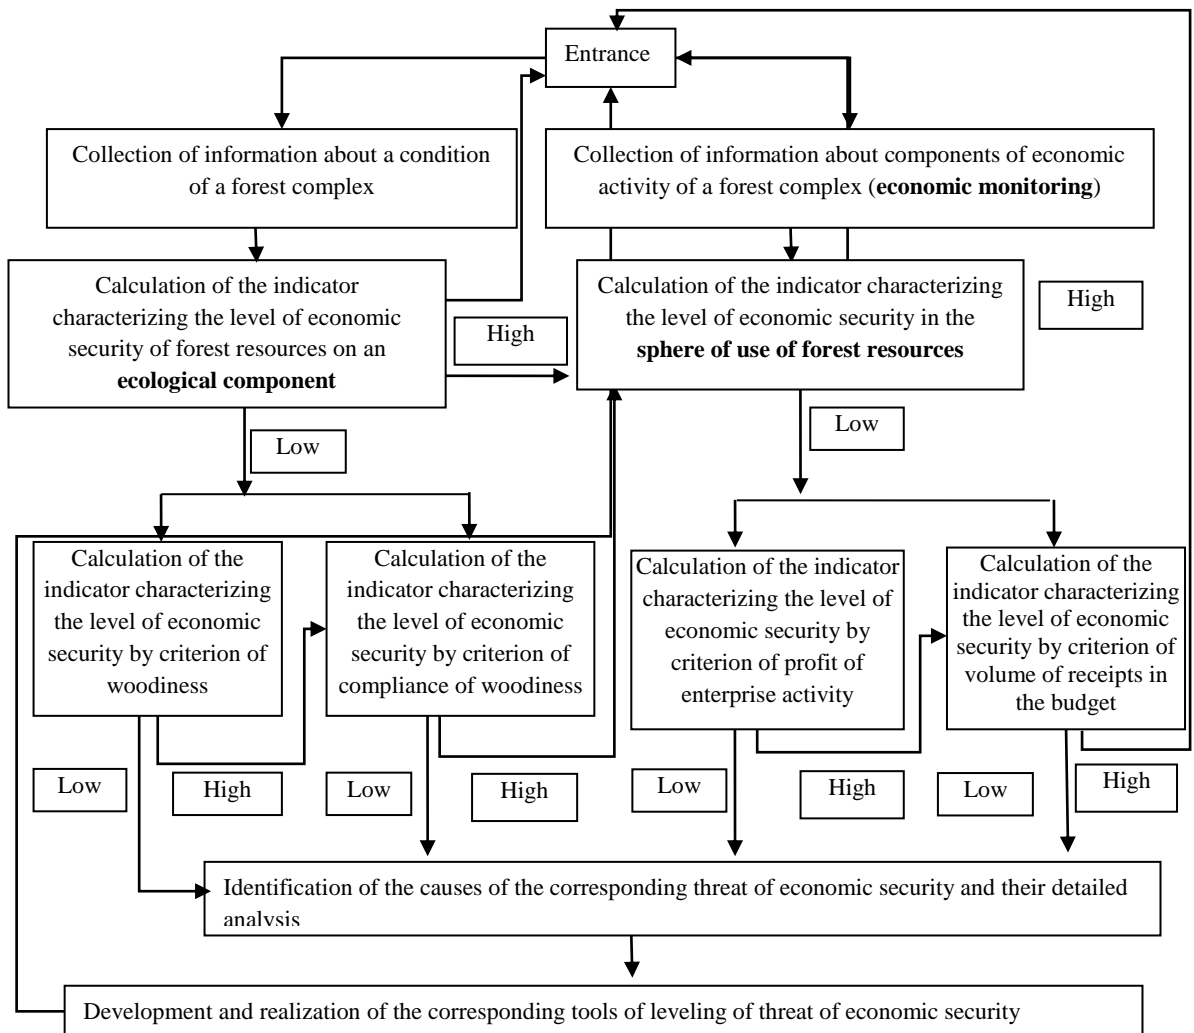 Entrance
Collection of information about a condition
of a forest complex
Collection of information about components of economic
activity of a forest complex (economic monitoring)
Calculation of the indicator
characterizing the level of economic
security of forest resources on an
ecological component
High
Calculation of the indicator characterizing
the level of economic security in the
sphere of use of forest resources
High
Low
Low
Calculation of the
indicator characterizing
the level of economic
security by criterion of
woodiness
Calculation of the
indicator characterizing
the level of economic
security by criterion of
compliance of woodiness
Calculation of the indicator
characterizing the level of
economic security by
criterion of profit of
enterprise activity
Calculation of the
indicator characterizing
the level of economic
security by criterion of
volume of receipts in
the budget
Low
High
Low
High
Low
High
Low
High
Identification of the causes of the corresponding threat of economic security and their detailed
analysis
Development and realization of the corresponding tools of leveling of threat of economic security